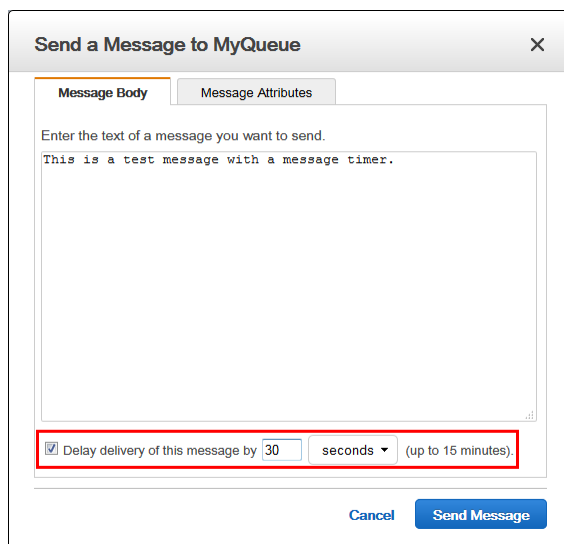 Send a Message to MyQueue
Message Body Message Attributes
Enter the text of a message you want to send.
This is a test message with a message timer.
Delay delivery of this message by 30 seconds (up to 15 minutes).
Cancel Send Message